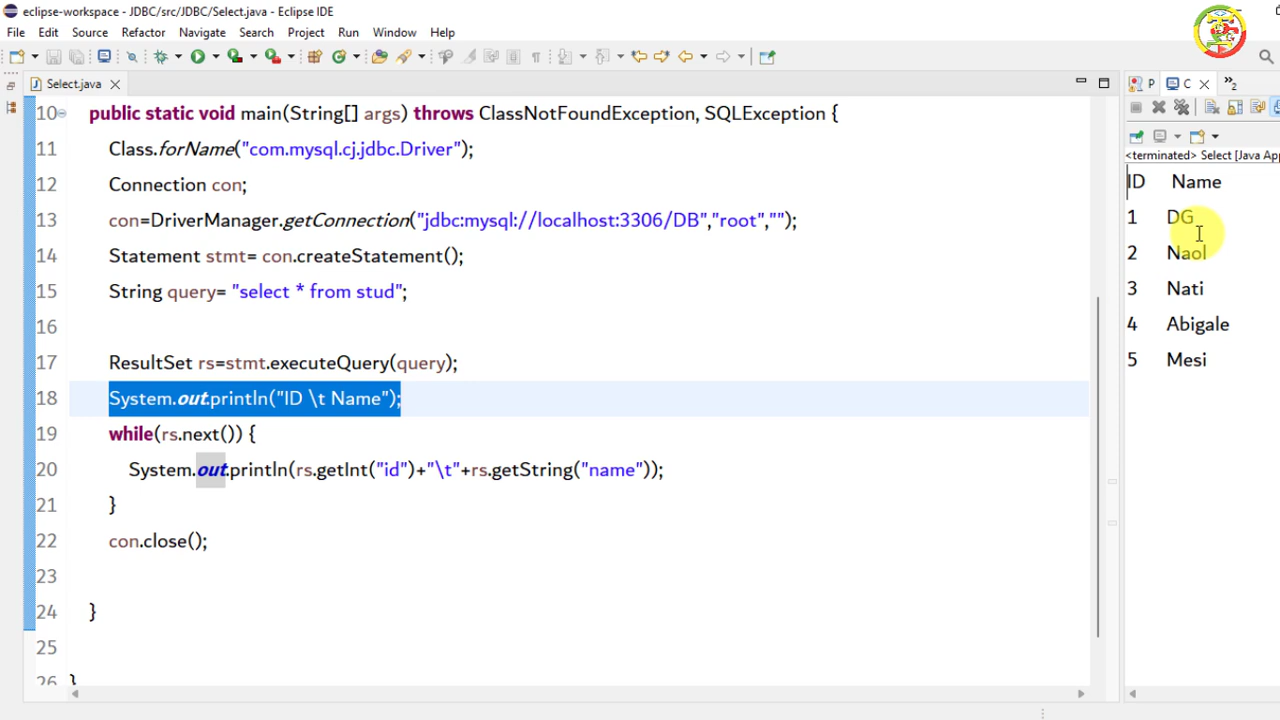 eclipse-workspace - JDBC/src/JDBC/Select.java - Eclipse IDE
File Edit Source Refactor Navigate Search Project Run Window Help
Select.java
P C »2
10 public static void main(String[] args) throws ClassNotFoundException, SQLException {
11 Class.forName("com.mysql.cj.jdbc.Driver");
12 Connection con;
13 con=DriverManager.getConnection("jdbc:mysql://localhost:3306/DB","root","");
14 Statement stmt= con.createStatement();
15 String query= "select * from stud";
16
17 ResultSet rs=stmt.executeQuery(query);
18 System.out.println("ID \t Name");
19 while(rs.next()) {
20 System.out.println(rs.getInt("id")+"\t"+rs.getString("name"));
21 }
22 con.close();
23
24 }
25
26 }
<terminated> Select [Java App
ID Name
1 DG
2 Naol
3 Nati
4 Abigale
5 Mesi